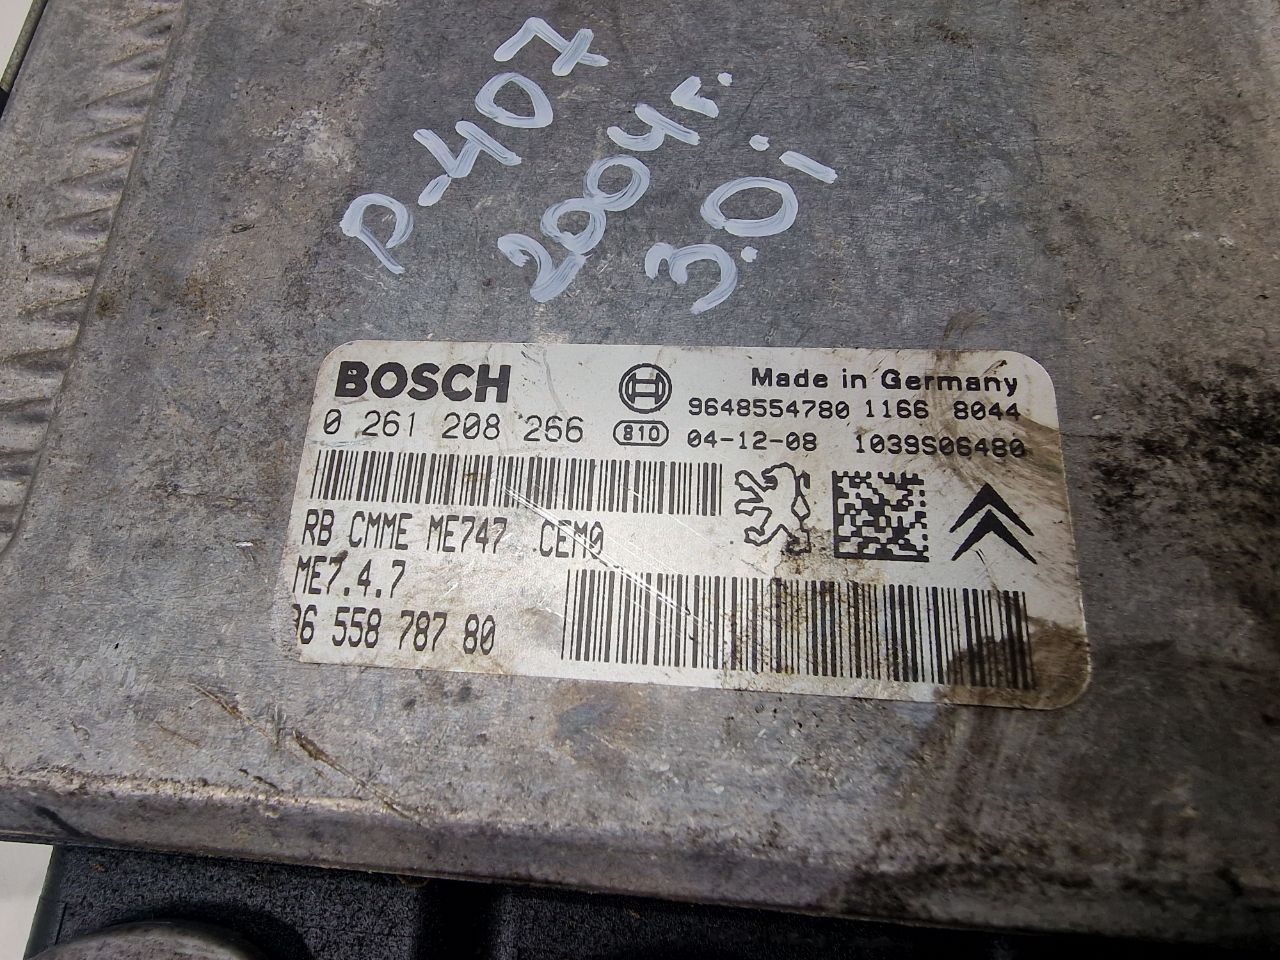 P-407
2004г.
3.0i
BOSCH
Made in Germany
9648554780 1166 8044
0 261 208 266
810
04-12-08 1039S06480
RB CMME ME747 CEM0
ME7.4.7
96 558 787 80